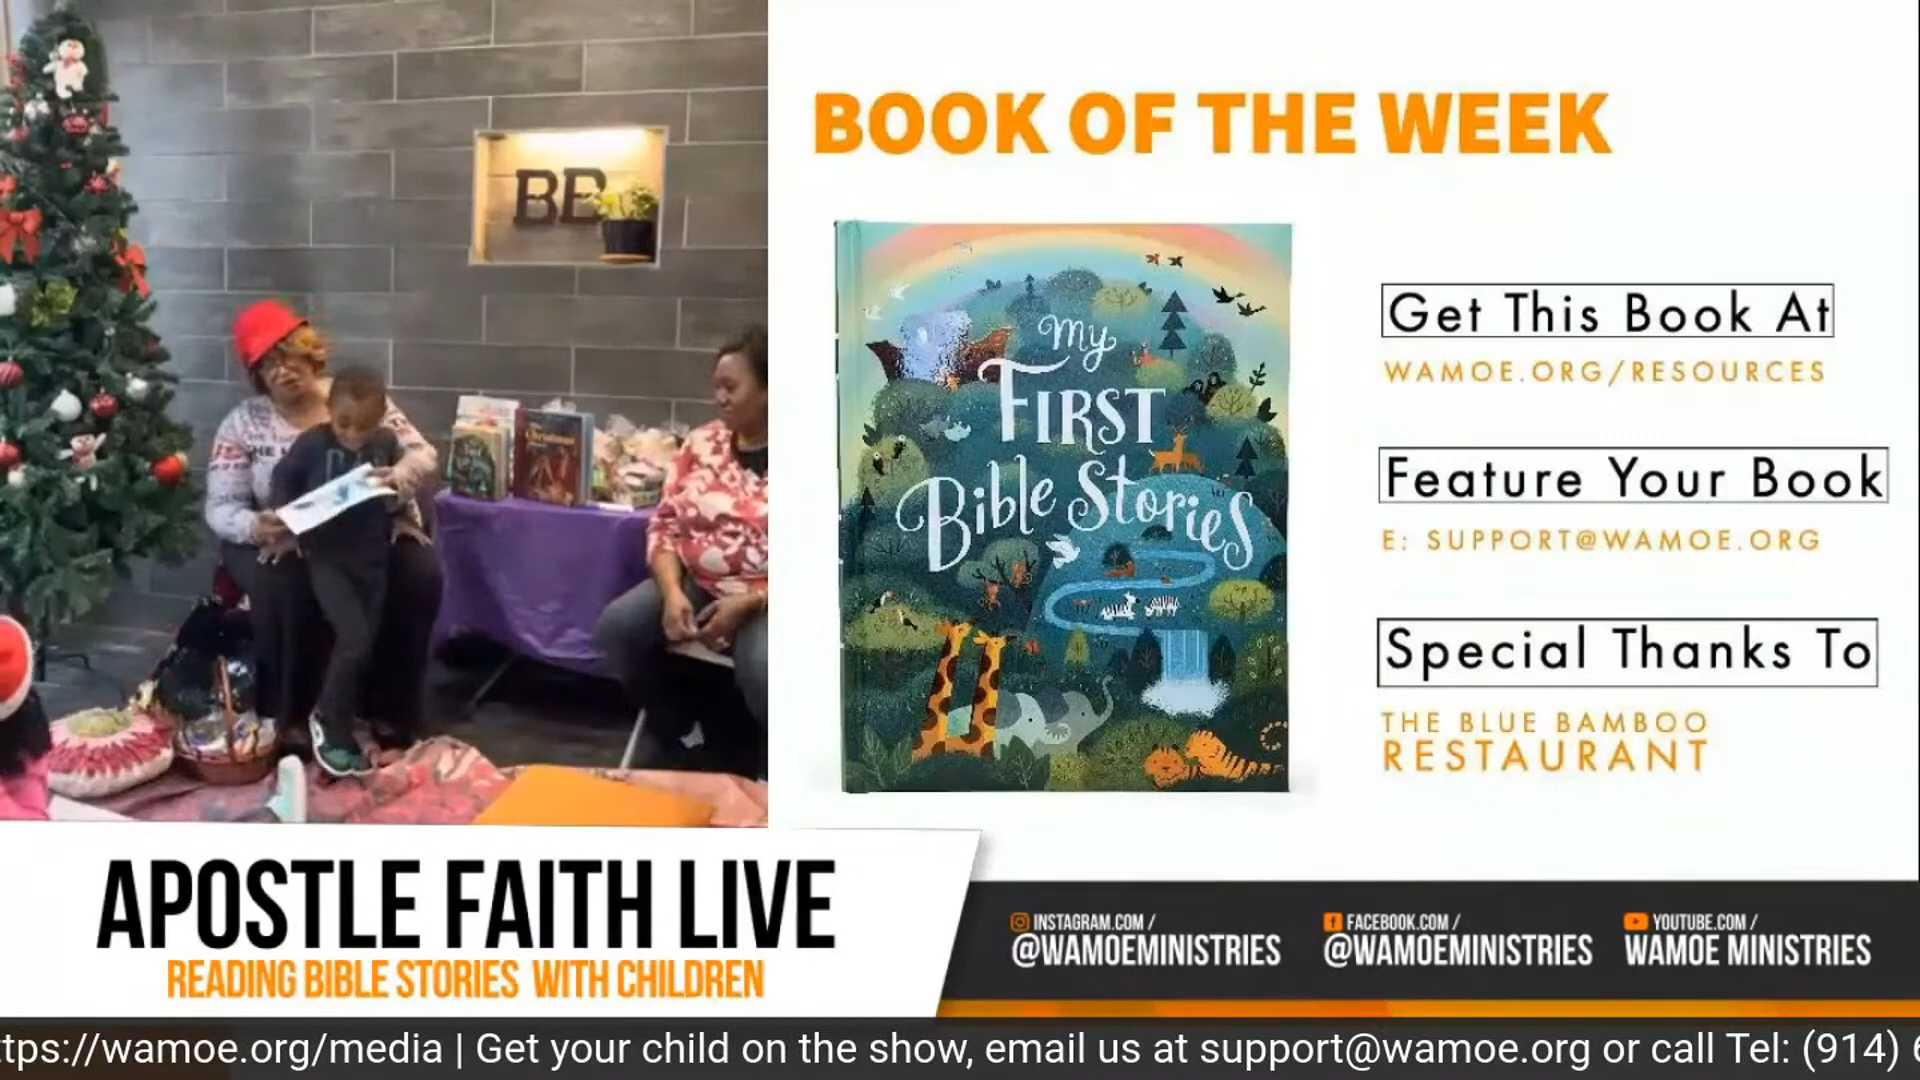 BE
BOOK OF THE WEEK
My
FIRST
Bible Stories
Get This Book At
WAMOE.ORG/RESOURCES
Feature Your Book
E: SUPPORT@WAMOE.ORG
Special Thanks To
THE BLUE BAMBOO
RESTAURANT
APOSTLE FAITH LIVE
READING BIBLE STORIES WITH CHILDREN
INSTAGRAM.COM /
@WAMOEMINISTRIES
FACEBOOK.COM /
@WAMOEMINISTRIES
YOUTUBE.COM /
WAMOE MINISTRIES
ttps://wamoe.org/media | Get your child on the show, email us at support@wamoe.org or call Tel: (914) 6